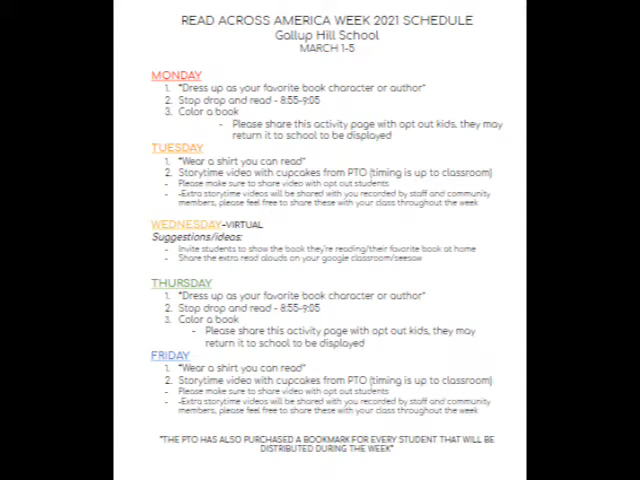 READ ACROSS AMERICA WEEK 2021 SCHEDULE
Gallup Hill School
MARCH 1-5
MONDAY
1. "Dress up as your favorite book character or author"
2. Stop drop and read - 8:55-9:05
3. Color a book
- Please share this activity page with opt out kids, they may
return it to school to be displayed
TUESDAY
1. "Wear a shirt you can read"
2. Storytime video with cupcakes from PTO (timing is up to classroom)
- Please make sure to share video with opt out students
- -Extra storytime videos will be shared with you recorded by staff and community
members, please feel free to share these with your class throughout the week
WEDNESDAY-VIRTUAL
Suggestions/ideas:
- Invite students to show the book they're reading/their favorite book at home
- Share the extra read alouds on your google classroom/seesaw
THURSDAY
1. "Dress up as your favorite book character or author"
2. Stop drop and read - 8:55-9:05
3. Color a book
- Please share this activity page with opt out kids, they may
return it to school to be displayed
FRIDAY
1. "Wear a shirt you can read"
2. Storytime video with cupcakes from PTO (timing is up to classroom)
- Please make sure to share video with opt out students
- -Extra storytime videos will be shared with you recorded by staff and community
members, please feel free to share these with your class throughout the week
"THE PTO HAS ALSO PURCHASED A BOOKMARK FOR EVERY STUDENT THAT WILL BE
DISTRIBUTED DURING THE WEEK"